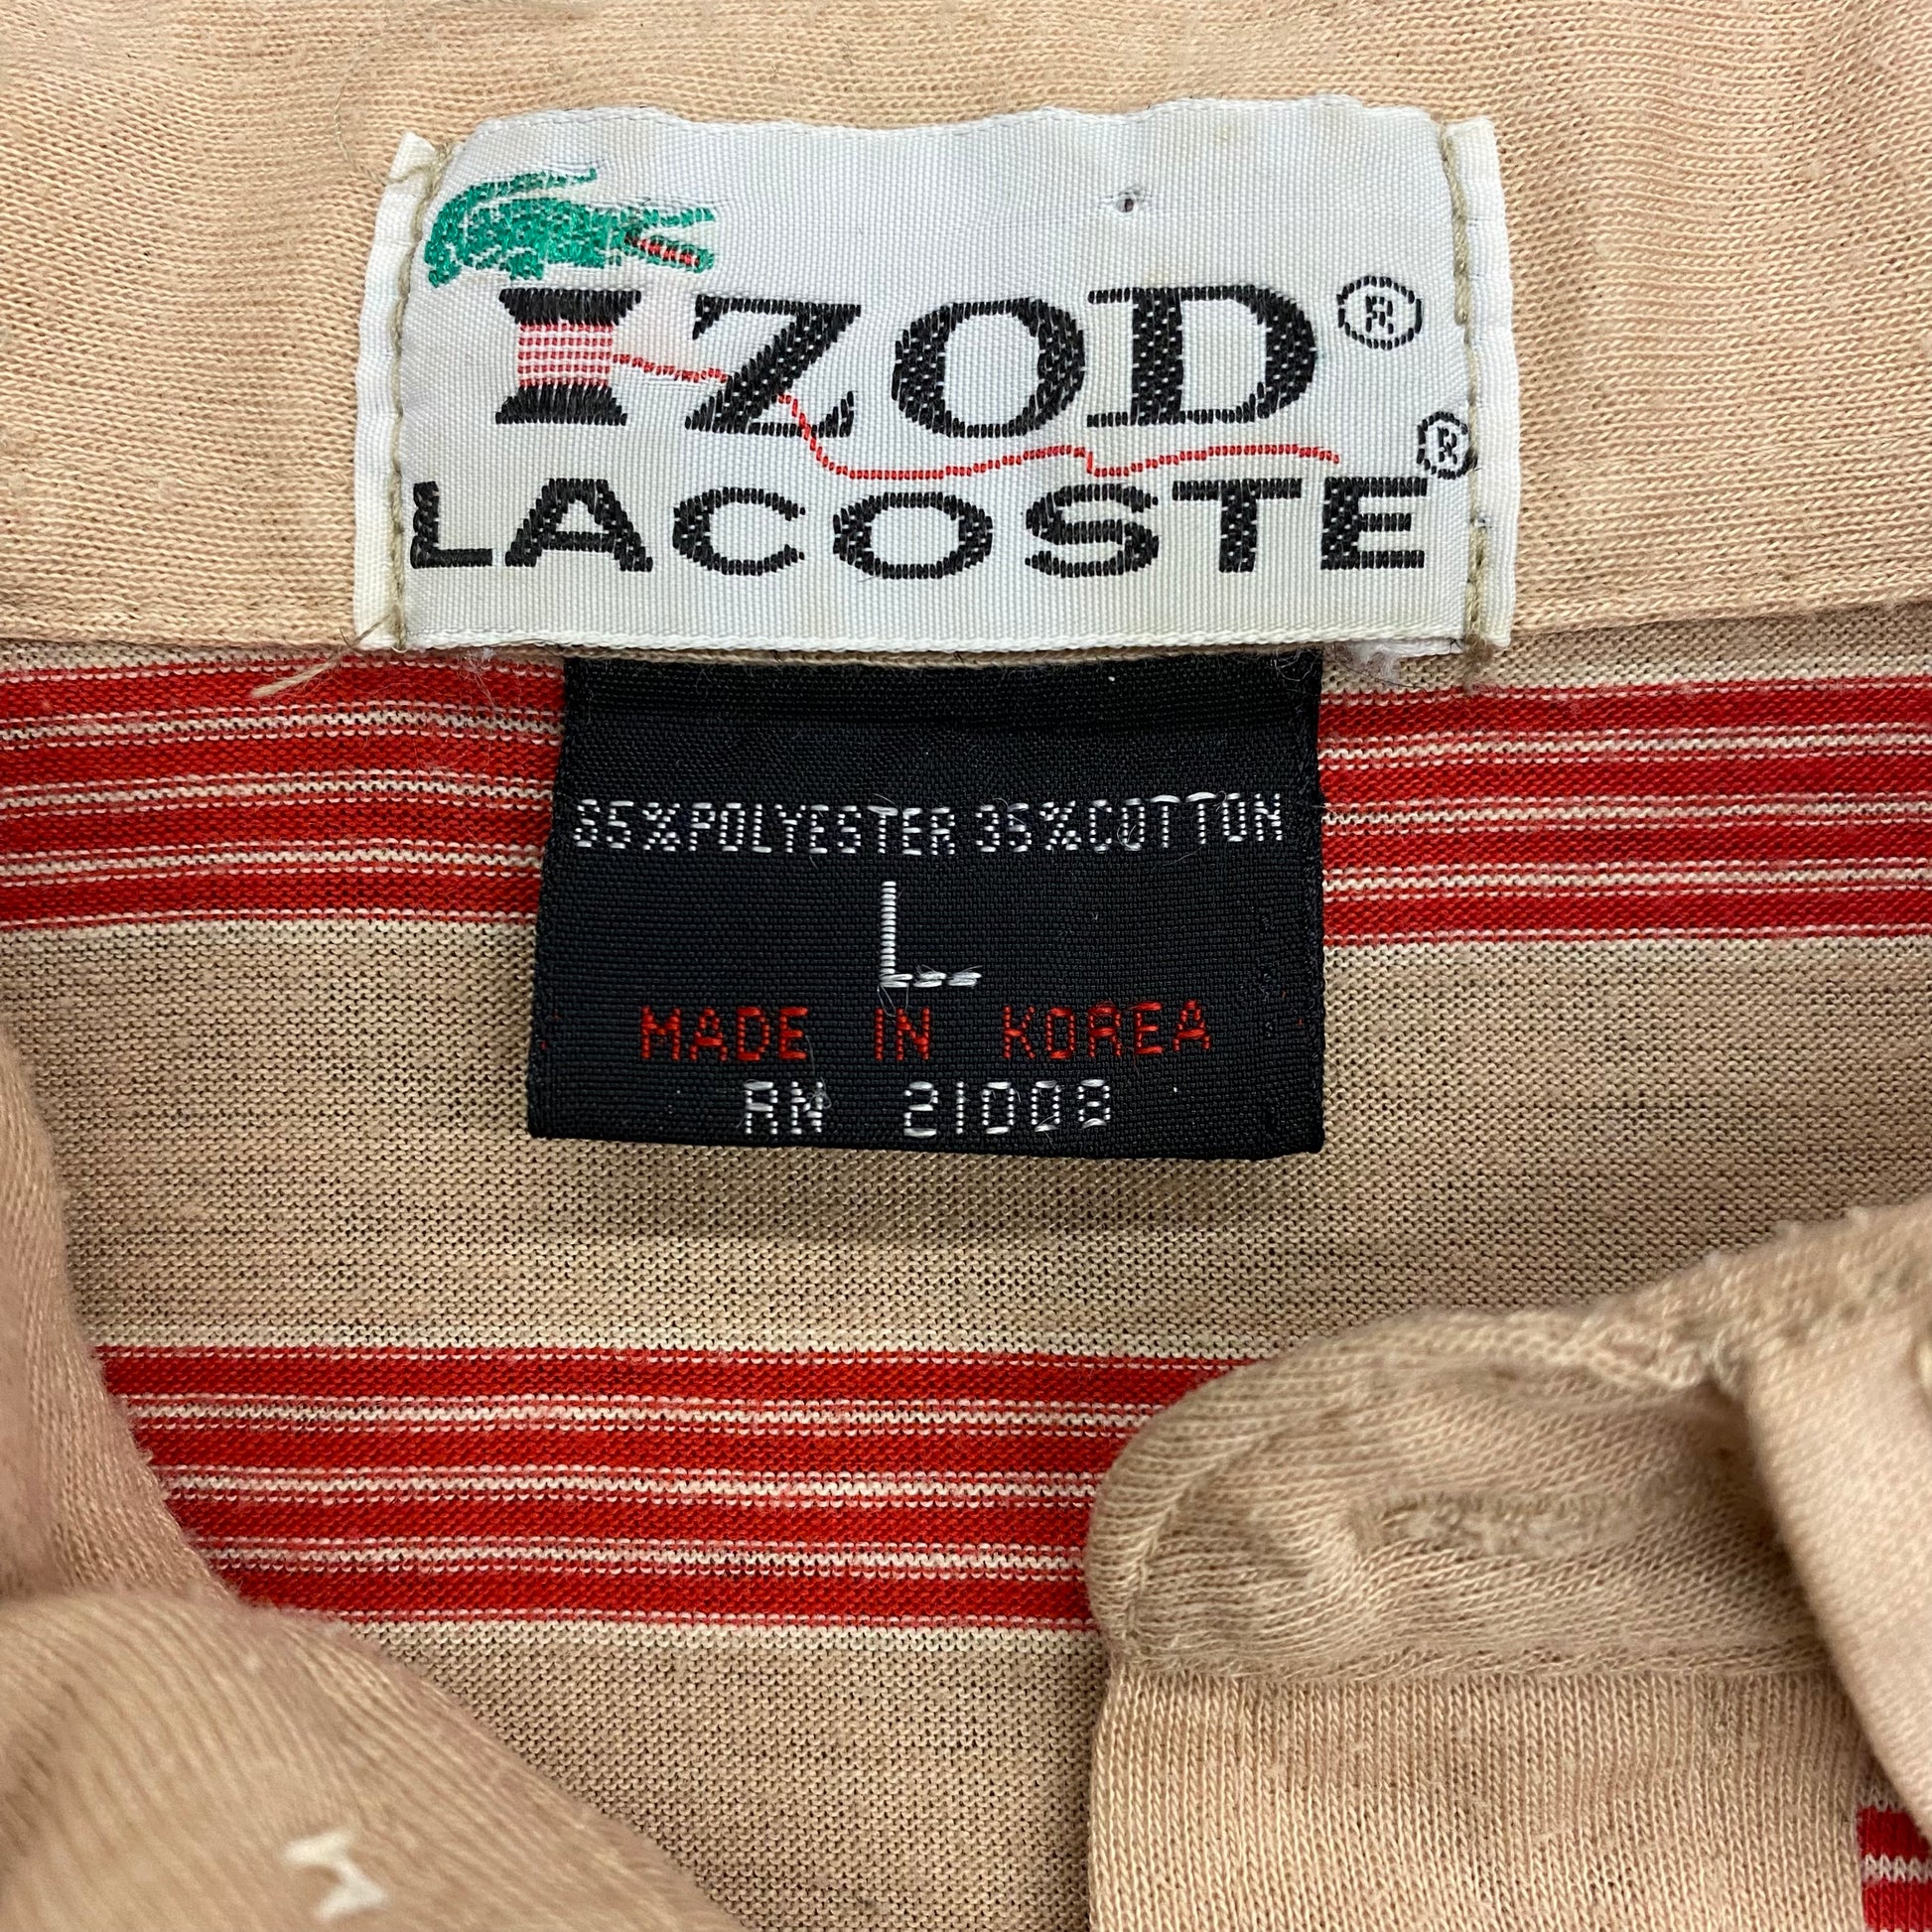 IZOD®
LACOSTE®
65%POLYESTER 35%COTTON
L
MADE IN KOREA
RN 21008